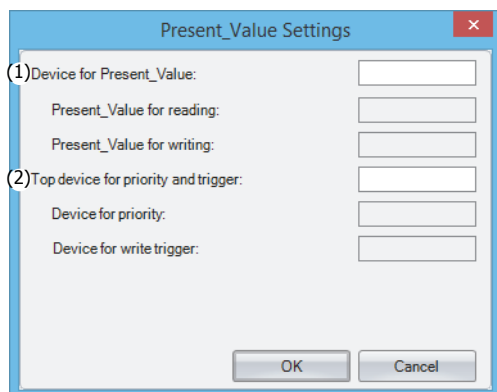 Present_Value Settings
(1)Device for Present_Value:
Present_Value for reading:
Present_Value for writing:
(2)Top device for priority and trigger:
Device for priority:
Device for write trigger:
OK Cancel